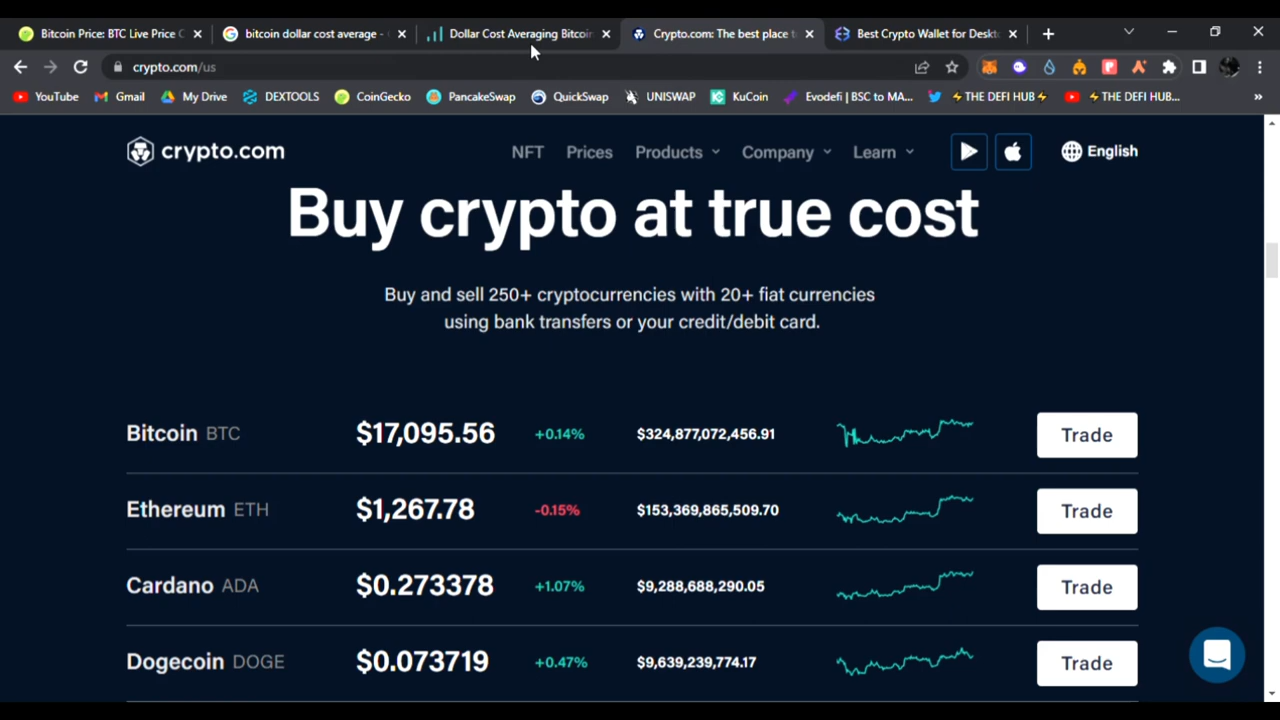 Bitcoin Price: BTC Live Price C
bitcoin dollar cost average -
Dollar Cost Averaging Bitcoin
Crypto.com: The best place t
Best Crypto Wallet for Deskt
crypto.com/us
YouTube
Gmail
My Drive
DEXTOOLS
CoinGecko
PancakeSwap
QuickSwap
UNISWAP
KuCoin
Evodefi | BSC to MA...
⚡THE DEFI HUB⚡
⚡THE DEFI HUB...
crypto.com
NFT
Prices
Products
Company
Learn
English
Buy crypto at true cost
Buy and sell 250+ cryptocurrencies with 20+ fiat currencies
using bank transfers or your credit/debit card.
Bitcoin BTC $17,095.56 +0.14% $324,877,072,456.91 Trade
Ethereum ETH $1,267.78 -0.15% $153,369,865,509.70 Trade
Cardano ADA $0.273378 +1.07% $9,288,688,290.05 Trade
Dogecoin DOGE $0.073719 +0.47% $9,639,239,774.17 Trade